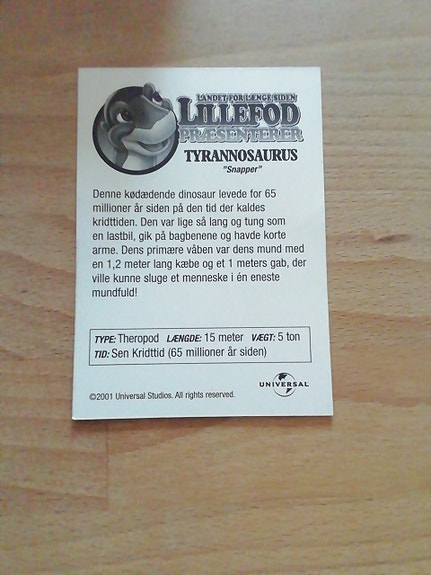 LANDET FOR LÆNGE SIDEN
LILLEFOD
PRÆSENTERER
TYRANNOSAURUS
"Snapper"
Denne kødædende dinosaur levede for 65
millioner år siden på den tid der kaldes
kridttiden. Den var lige så lang og tung som
en lastbil, gik på bagbenene og havde korte
arme. Dens primære våben var dens mund med
en 1,2 meter lang kæbe og et 1 meters gab, der
ville kunne sluge et menneske i én eneste
mundfuld!
TYPE: Theropod LÆNGDE: 15 meter VÆGT: 5 ton
TID: Sen Kridttid (65 millioner år siden)
UNIVERSAL
©2001 Universal Studios. All rights reserved.